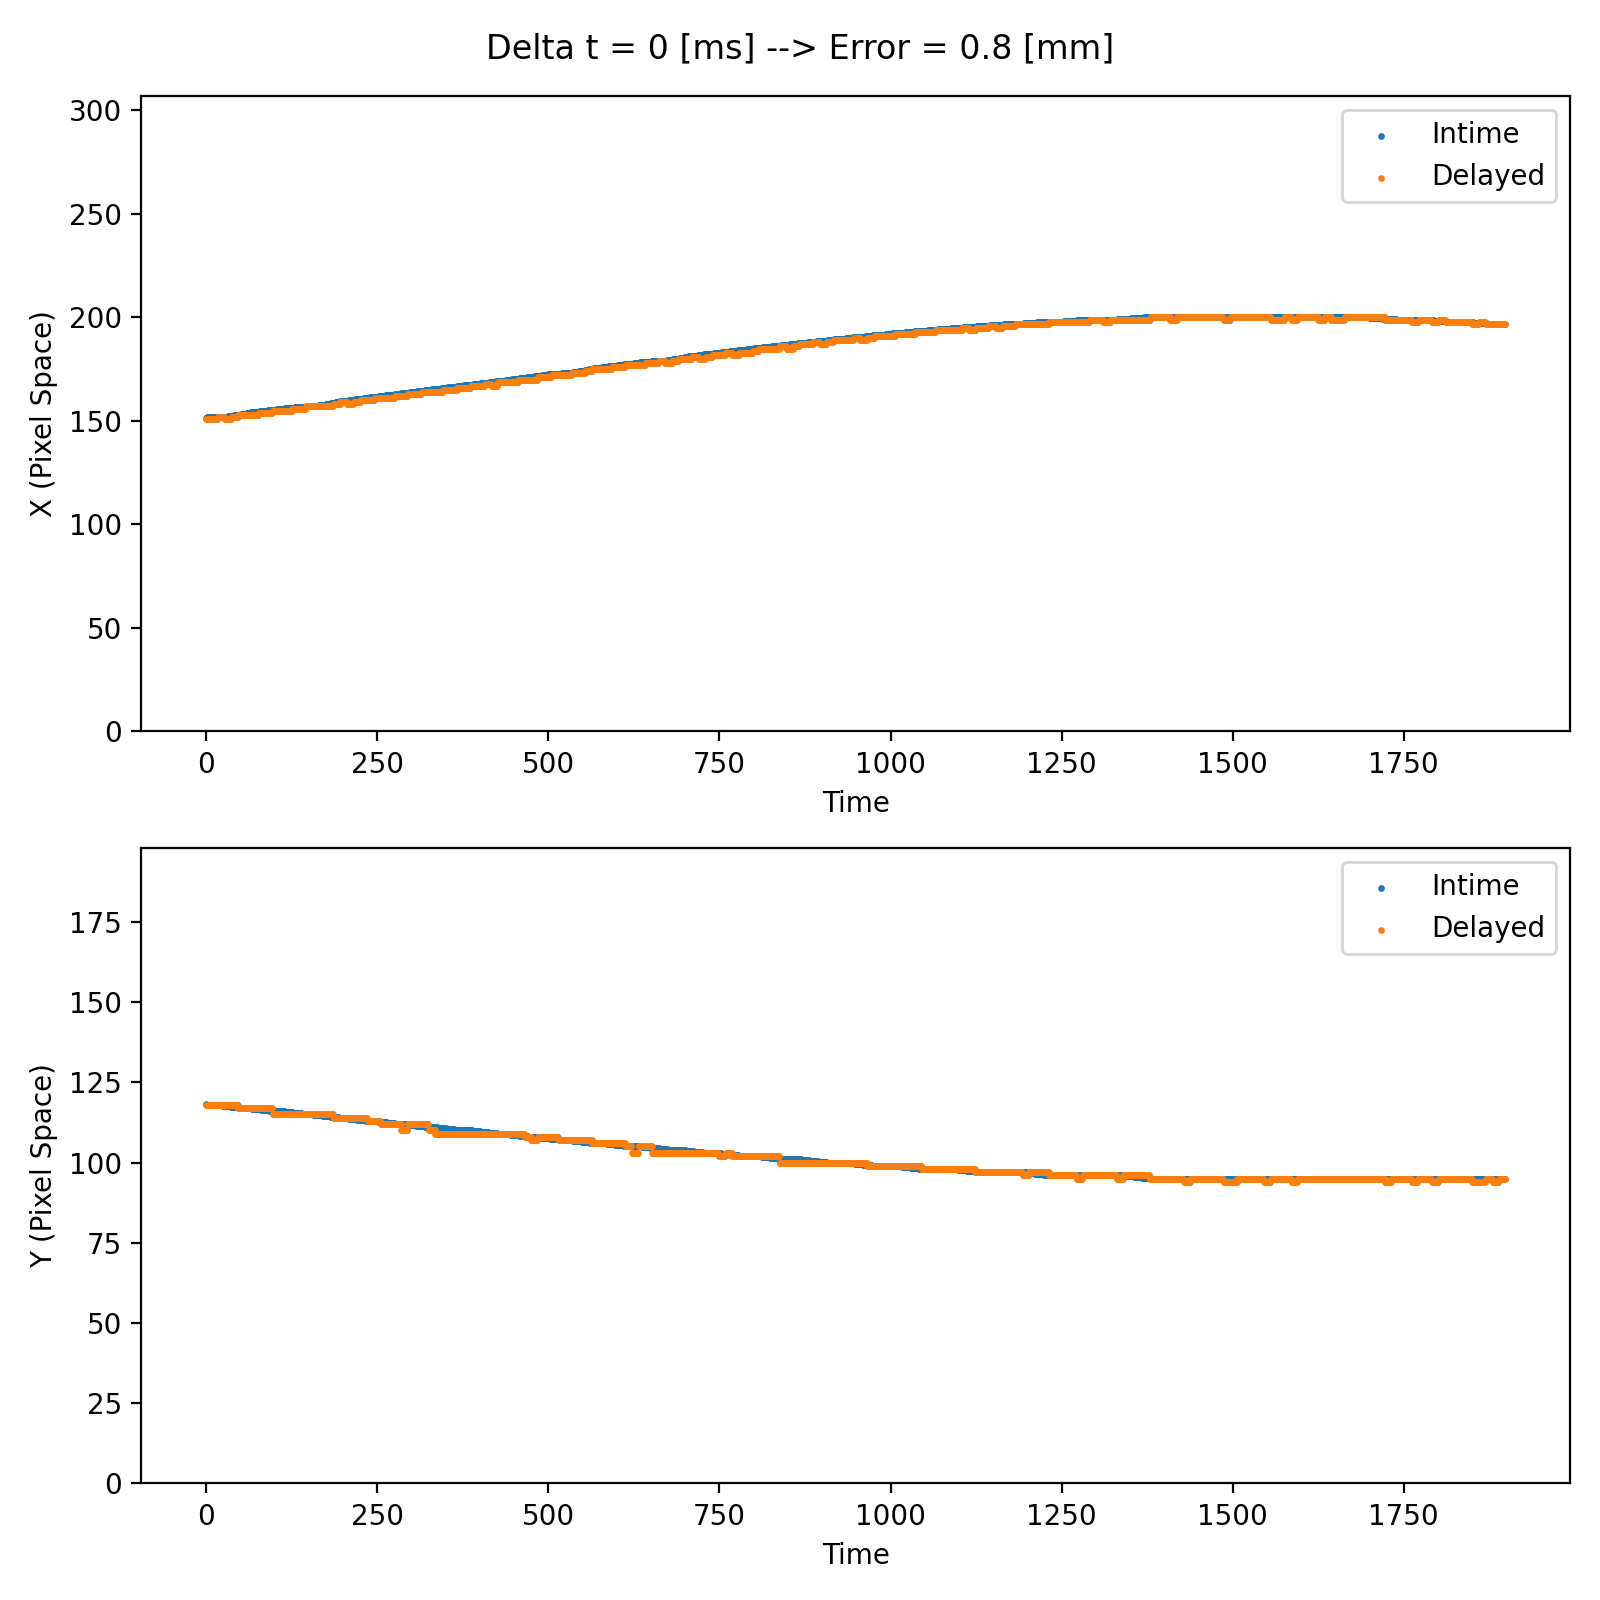 Delta t = 0 [ms] --> Error = 0.8 [mm]
300
250
200
150
100
50
0
X (Pixel Space)
Intime
Delayed
0 250 500 750 1000 1250 1500 1750
Time
175
150
125
100
75
50
25
0
Y (Pixel Space)
Intime
Delayed
0 250 500 750 1000 1250 1500 1750
Time